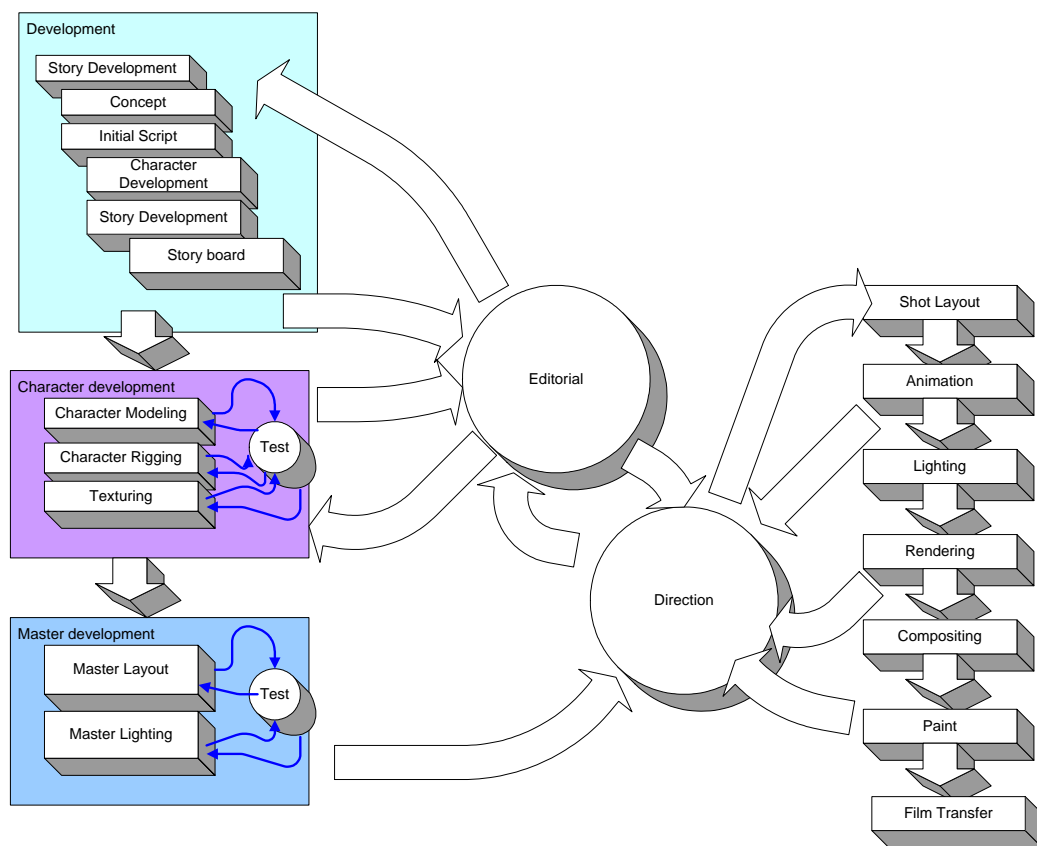 Development
Story Development
Concept
Initial Script
Character
Development
Story Development
Story board
Character development
Character Modeling
Character Rigging
Texturing
Test
Master development
Master Layout
Master Lighting
Test
Editorial
Direction
Shot Layout
Animation
Lighting
Rendering
Compositing
Paint
Film Transfer